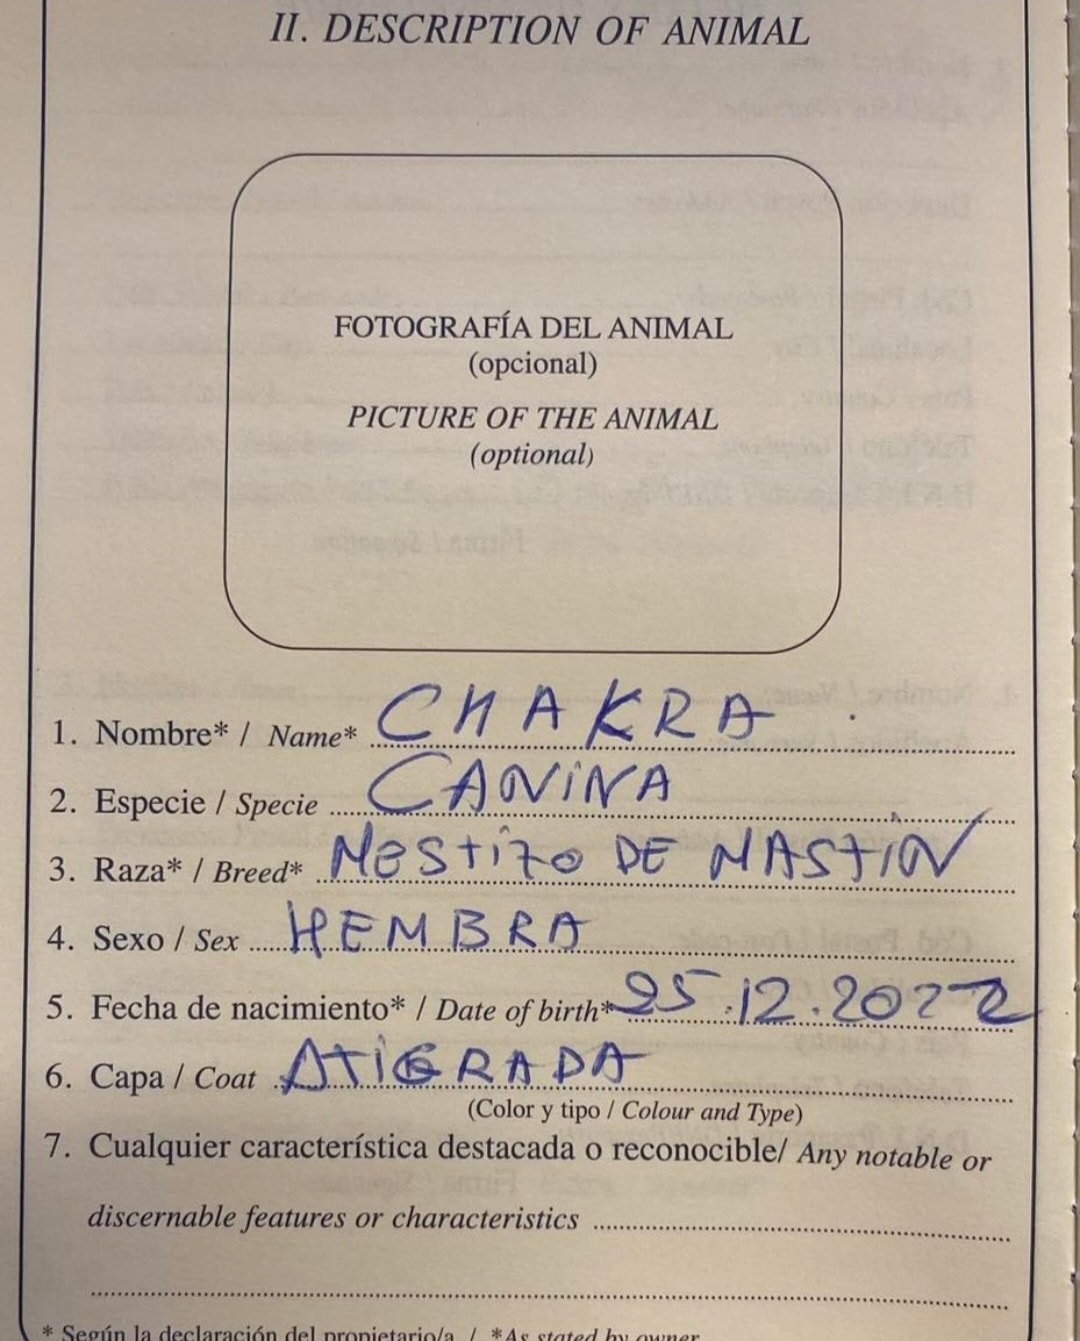 II. DESCRIPTION OF ANIMAL
FOTOGRAFÍA DEL ANIMAL
(opcional)
PICTURE OF THE ANIMAL
(optional)
1. Nombre* / Name* CHAKRA
2. Especie / Specie CANINA
3. Raza* / Breed* MESTIZO DE MASTIN
4. Sexo / Sex HEMBRA
5. Fecha de nacimiento* / Date of birth* 25.12.2022
6. Capa / Coat ATIGRADA
(Color y tipo / Colour and Type)
7. Cualquier característica destacada o reconocible/ Any notable or
discernable features or characteristics
* Según la declaración del propietario/a / *As stated by owner